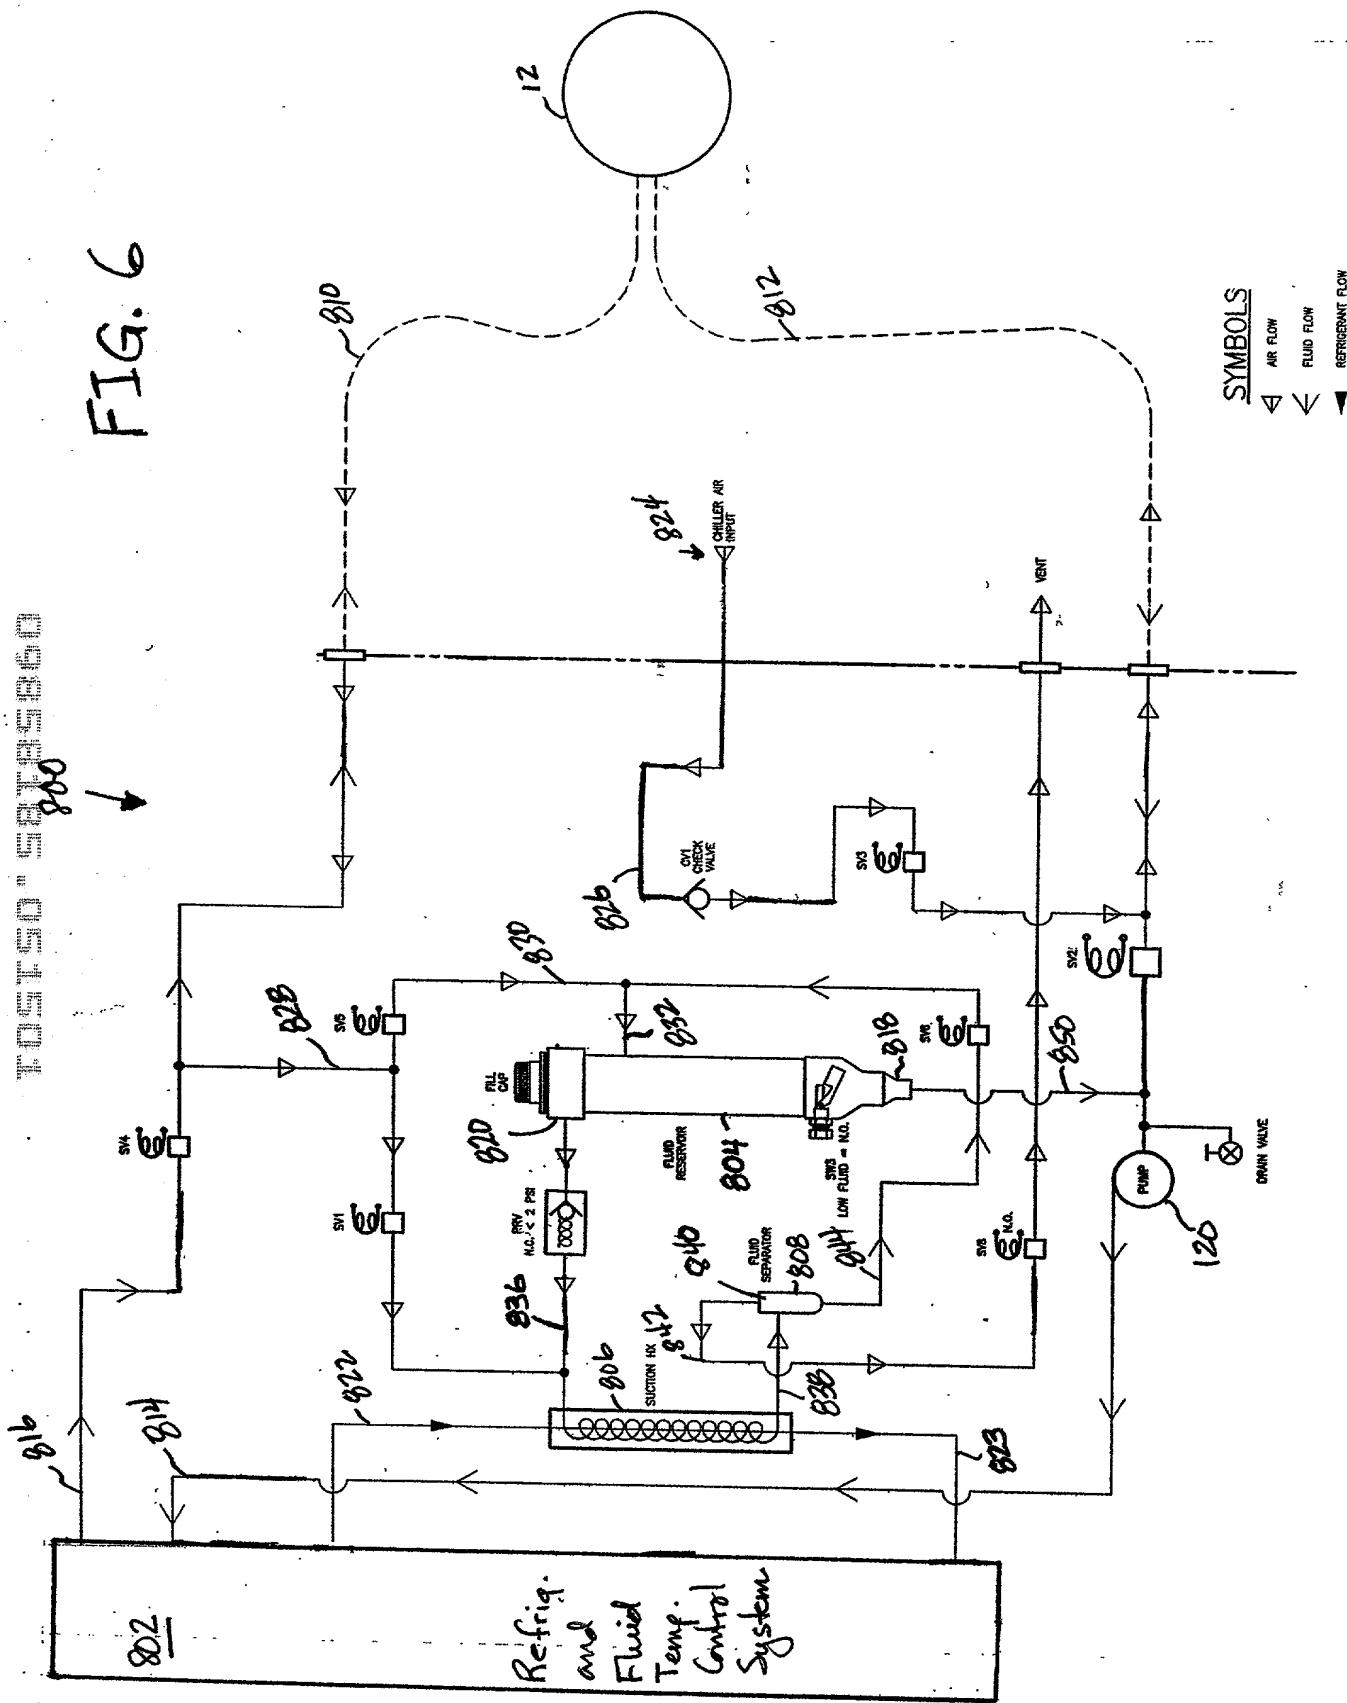 FIG. 6
800
12
810
812
816
814
822
823
802
Refrig.
and
Fluid
Temp.
Control
System
SV4
828
SV5
830
832
SV1
FILL
CAP
820
PRV
N.C. < 2 PSI
836
FLUID
RESERVOIR
804
SW3
LOW FLUID = N.O.
818
806
SUCTION HX
842
840
FLUID
SEPARATOR
808
838
844
SV6
850
SV8
N.O.
PUMP
120
DRAIN VALVE
SV2
SV3
CV1
CHECK
VALVE
826
824
CHILLER AIR
INPUT
VENT
SYMBOLS
AIR FLOW
FLUID FLOW
REFRIGERANT FLOW